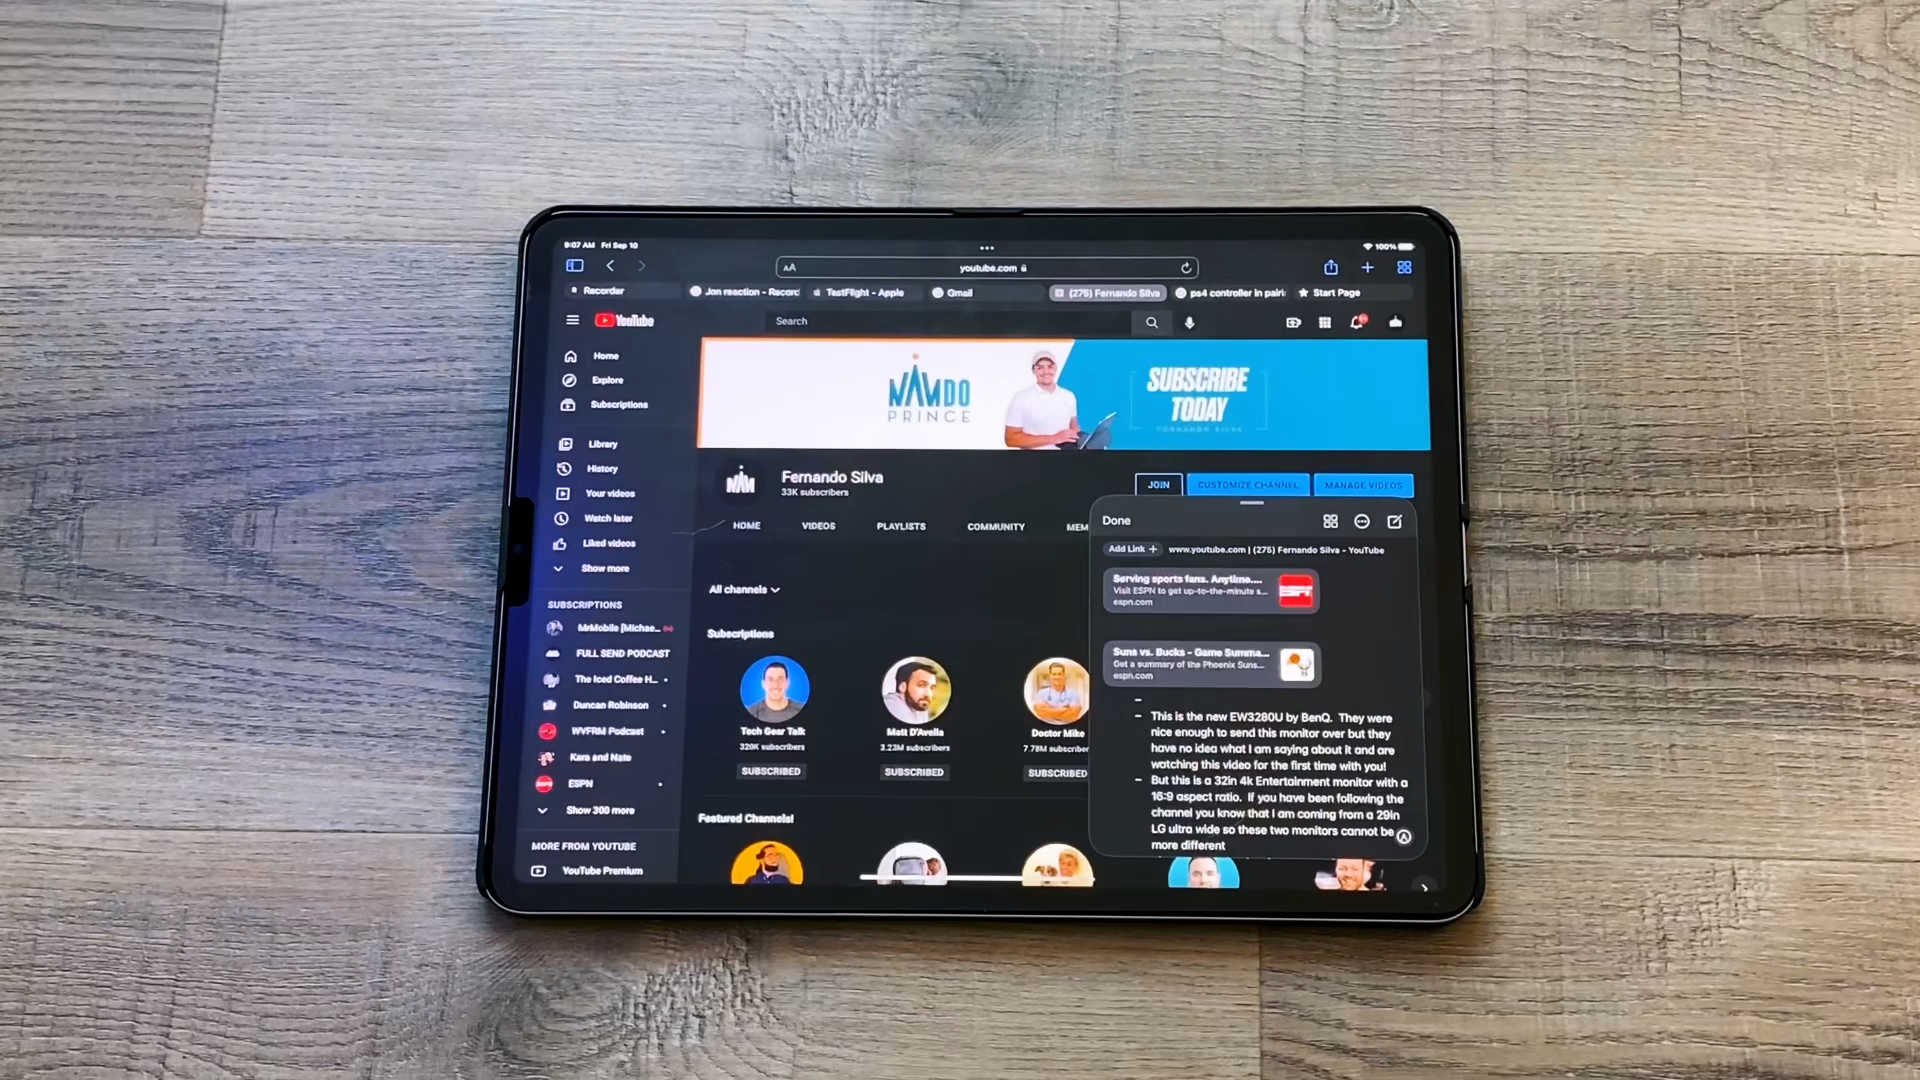 9:07 AM Fri Sep 10
100%
AA
youtube.com
Recorder
Jon reaction - Record
TestFlight - Apple
Gmail
(275) Fernando Silva
ps4 controller in pairi
Start Page
YouTube
Search
9+
Home
Explore
Subscriptions
Library
History
Your videos
Watch later
Liked videos
Show more
SUBSCRIPTIONS
MrMobile [Michae...
FULL SEND PODCAST
The Iced Coffee H...
Duncan Robinson
WVFRM Podcast
Kara and Nate
ESPN
Show 300 more
MORE FROM YOUTUBE
YouTube Premium
NANDO
PRINCE
SUBSCRIBE
TODAY
FERNANDO SILVA
NAN
Fernando Silva
33K subscribers
JOIN
CUSTOMIZE CHANNEL
MANAGE VIDEOS
HOME
VIDEOS
PLAYLISTS
COMMUNITY
MEM
All channels
Subscriptions
Tech Gear Talk
320K subscribers
SUBSCRIBED
Matt D'Avella
3.23M subscribers
SUBSCRIBED
Doctor Mike
7.78M subscriber
SUBSCRIBED
Featured Channels!
Done
Add Link +
www.youtube.com | (275) Fernando Silva - YouTube
Serving sports fans. Anytime....
Visit ESPN to get up-to-the-minute s...
espn.com
Suns vs. Bucks - Game Summa...
Get a summary of the Phoenix Suns...
espn.com
–
– This is the new EW3280U by BenQ. They were
nice enough to send this monitor over but they
have no idea what I am saying about it and are
watching this video for the first time with you!
– But this is a 32in 4k Entertainment monitor with a
16:9 aspect ratio. If you have been following the
channel you know that I am coming from a 29in
LG ultra wide so these two monitors cannot be
more different